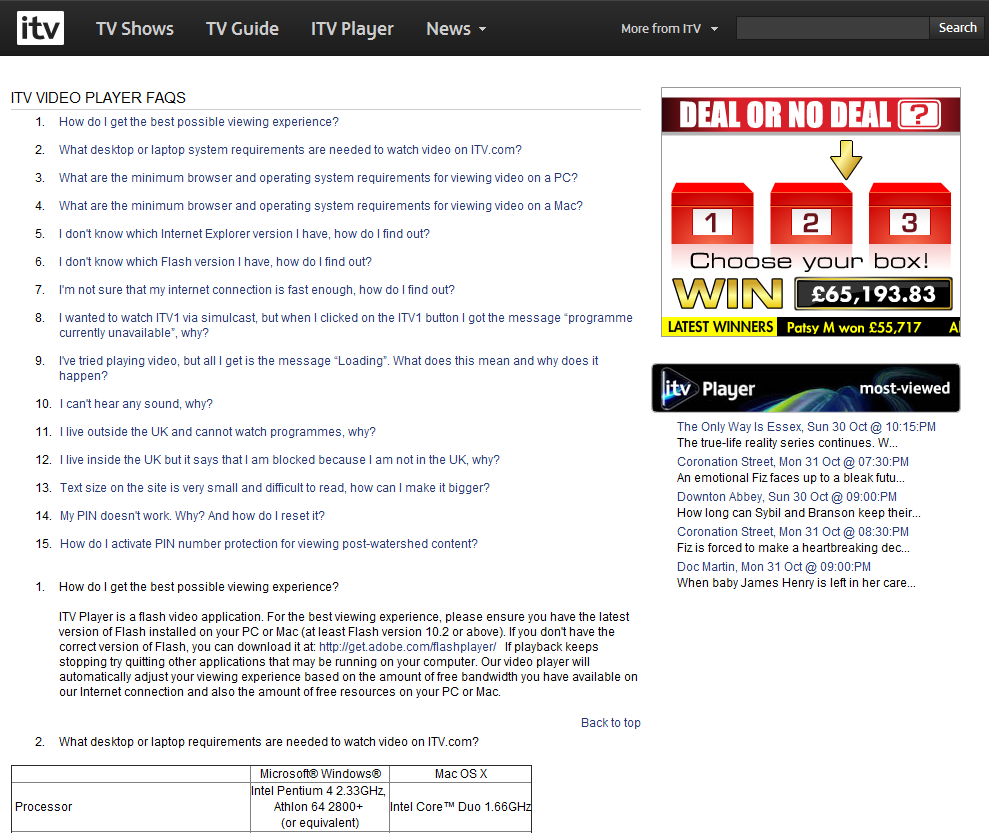 itv TV Shows TV Guide ITV Player News More from ITV Search
ITV VIDEO PLAYER FAQS
1. How do I get the best possible viewing experience?
2. What desktop or laptop system requirements are needed to watch video on ITV.com?
3. What are the minimum browser and operating system requirements for viewing video on a PC?
4. What are the minimum browser and operating system requirements for viewing video on a Mac?
5. I don't know which Internet Explorer version I have, how do I find out?
6. I don't know which Flash version I have, how do I find out?
7. I'm not sure that my internet connection is fast enough, how do I find out?
8. I wanted to watch ITV1 via simulcast, but when I clicked on the ITV1 button I got the message “programme
currently unavailable”, why?
9. I've tried playing video, but all I get is the message “Loading”. What does this mean and why does it
happen?
10. I can't hear any sound, why?
11. I live outside the UK and cannot watch programmes, why?
12. I live inside the UK but it says that I am blocked because I am not in the UK, why?
13. Text size on the site is very small and difficult to read, how can I make it bigger?
14. My PIN doesn't work. Why? And how do I reset it?
15. How do I activate PIN number protection for viewing post-watershed content?
1. How do I get the best possible viewing experience?
ITV Player is a flash video application. For the best viewing experience, please ensure you have the latest
version of Flash installed on your PC or Mac (at least Flash version 10.2 or above). If you don't have the
correct version of Flash, you can download it at: http://get.adobe.com/flashplayer/ If playback keeps
stopping try quitting other applications that may be running on your computer. Our video player will
automatically adjust your viewing experience based on the amount of free bandwidth you have available on
our Internet connection and also the amount of free resources on your PC or Mac.
Back to top
2. What desktop or laptop requirements are needed to watch video on ITV.com?
Microsoft® Windows® Mac OS X
Processor
Intel Pentium 4 2.33GHz,
Athlon 64 2800+
(or equivalent)
Intel Core™ Duo 1.66GHz
DEAL OR NO DEAL ?
1 2 3
Choose your box!
WIN £65,193.83
LATEST WINNERS Patsy M won £55,717 A
itv Player most-viewed
The Only Way Is Essex, Sun 30 Oct @ 10:15:PM
The true-life reality series continues. W...
Coronation Street, Mon 31 Oct @ 07:30:PM
An emotional Fiz faces up to a bleak futu...
Downton Abbey, Sun 30 Oct @ 09:00:PM
How long can Sybil and Branson keep their...
Coronation Street, Mon 31 Oct @ 08:30:PM
Fiz is forced to make a heartbreaking dec...
Doc Martin, Mon 31 Oct @ 09:00:PM
When baby James Henry is left in her care...